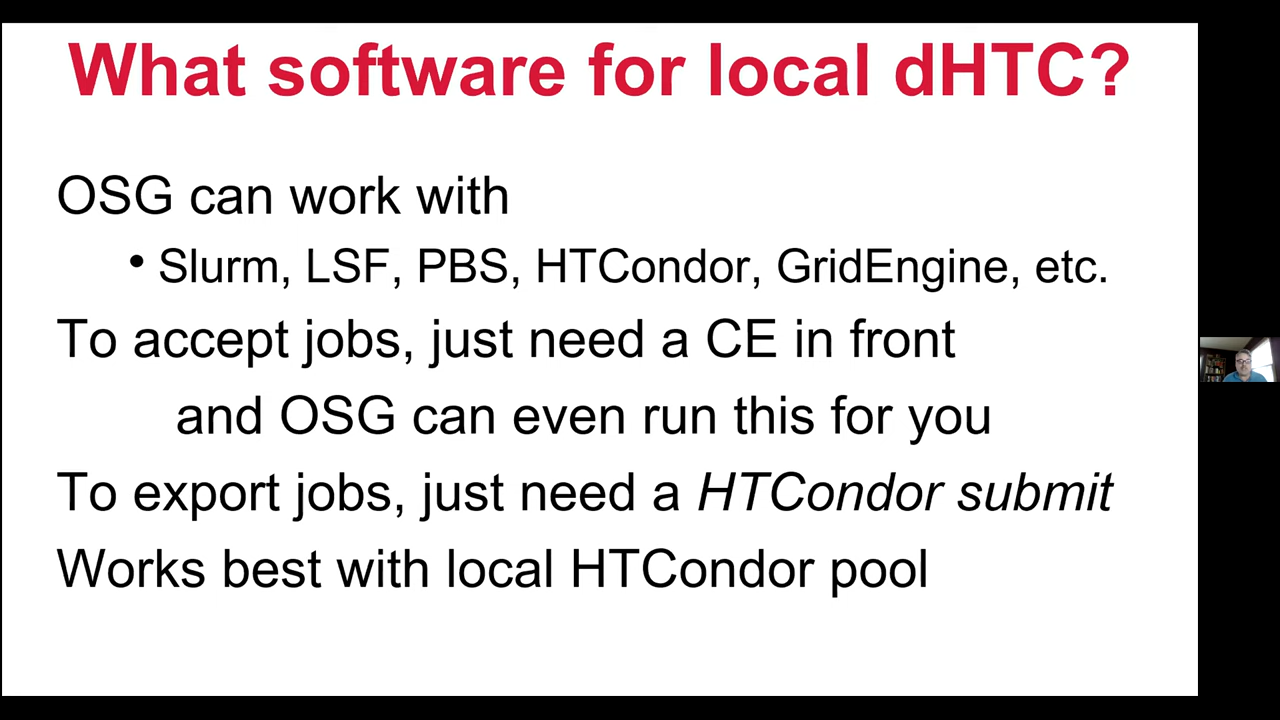 What software for local dHTC?
OSG can work with
• Slurm, LSF, PBS, HTCondor, GridEngine, etc.
To accept jobs, just need a CE in front
and OSG can even run this for you
To export jobs, just need a HTCondor submit
Works best with local HTCondor pool